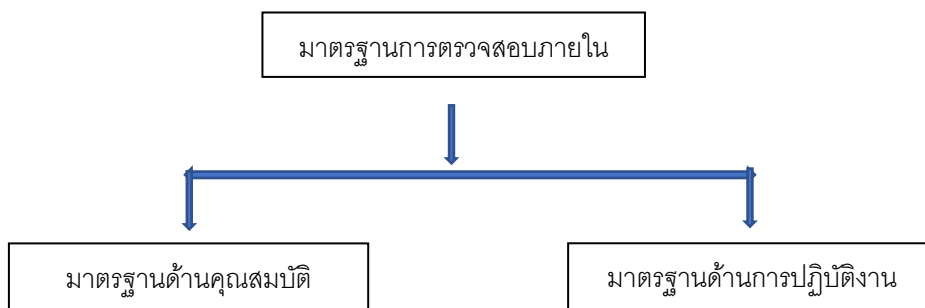 มาตรฐานการตรวจสอบภายใน
มาตรฐานด้านคุณสมบัติ
มาตรฐานด้านการปฏิบัติงาน